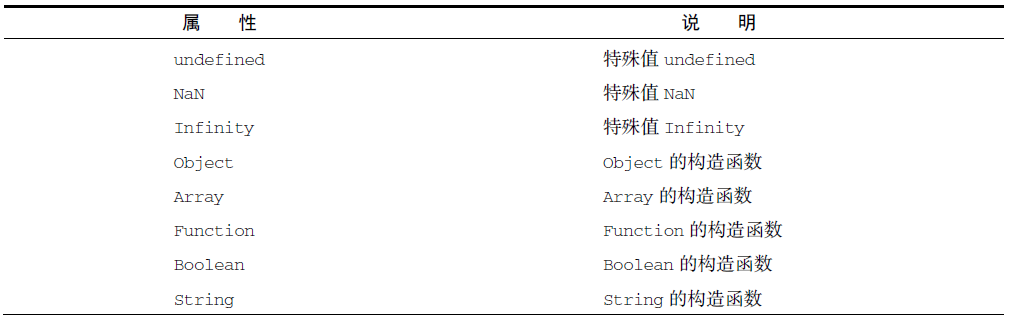 属 性 说 明
undefined 特殊值 undefined
NaN 特殊值 NaN
Infinity 特殊值 Infinity
Object Object 的构造函数
Array Array 的构造函数
Function Function 的构造函数
Boolean Boolean 的构造函数
String String 的构造函数